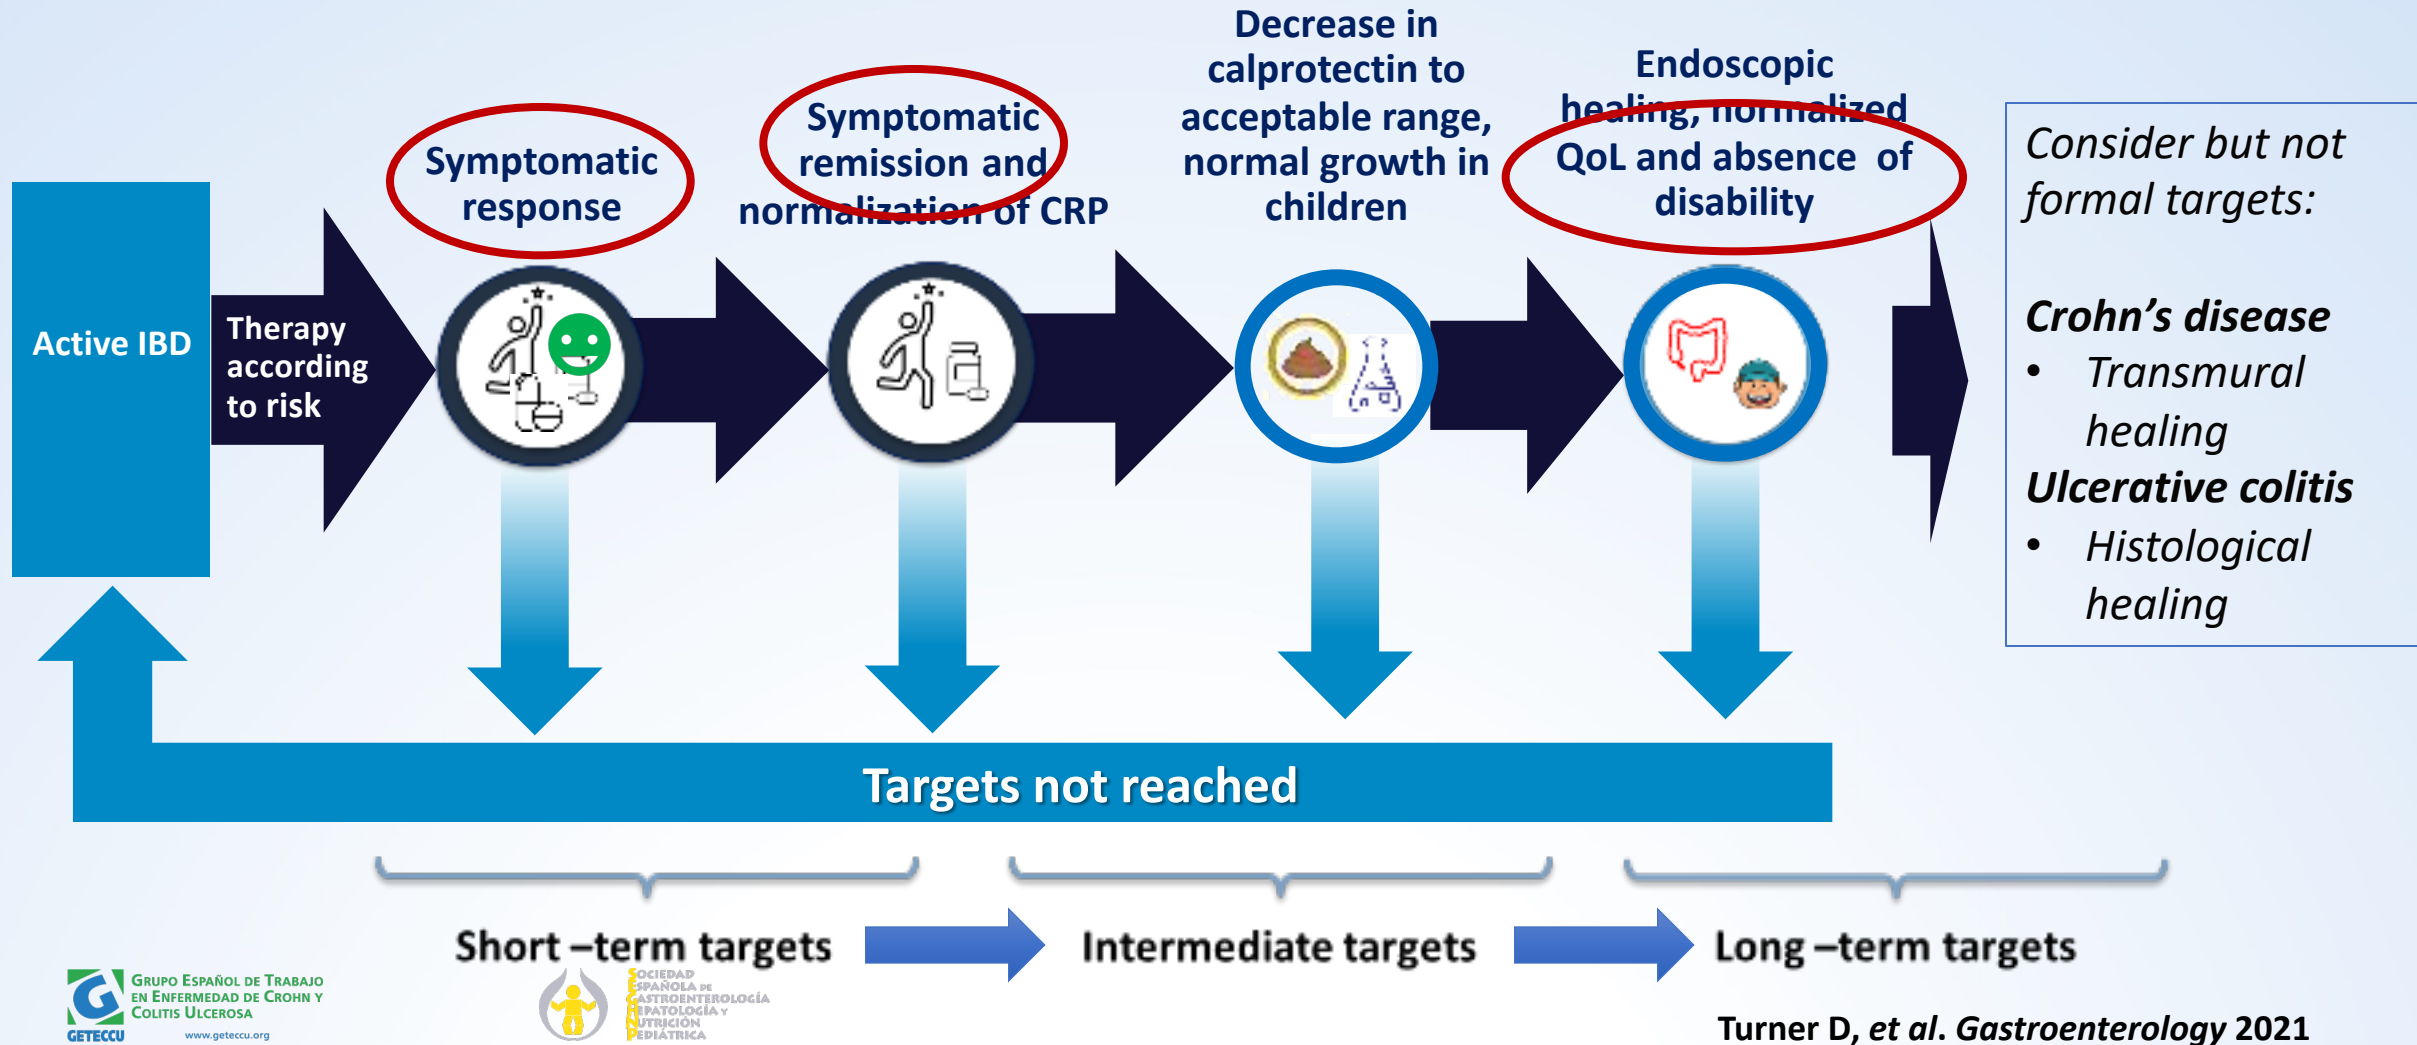 Active IBD
Therapy
according
to risk
Symptomatic
response
Symptomatic
remission and
normalization of CRP
Decrease in
calprotectin to
acceptable range,
normal growth in
children
Endoscopic
healing, normalized
QoL and absence of
disability
Consider but not
formal targets:
Crohn’s disease
• Transmural
healing
Ulcerative colitis
• Histological
healing
Targets not reached
Short –term targets
Intermediate targets
Long –term targets
GRUPO ESPAÑOL DE TRABAJO
EN ENFERMEDAD DE CROHN Y
COLITIS ULCEROSA
GETECCU
www.geteccu.org
SOCIEDAD
ESPAÑOLA DE
GASTROENTEROLOGÍA
HEPATOLOGÍA Y
NUTRICIÓN
PEDIÁTRICA
Turner D, et al. Gastroenterology 2021